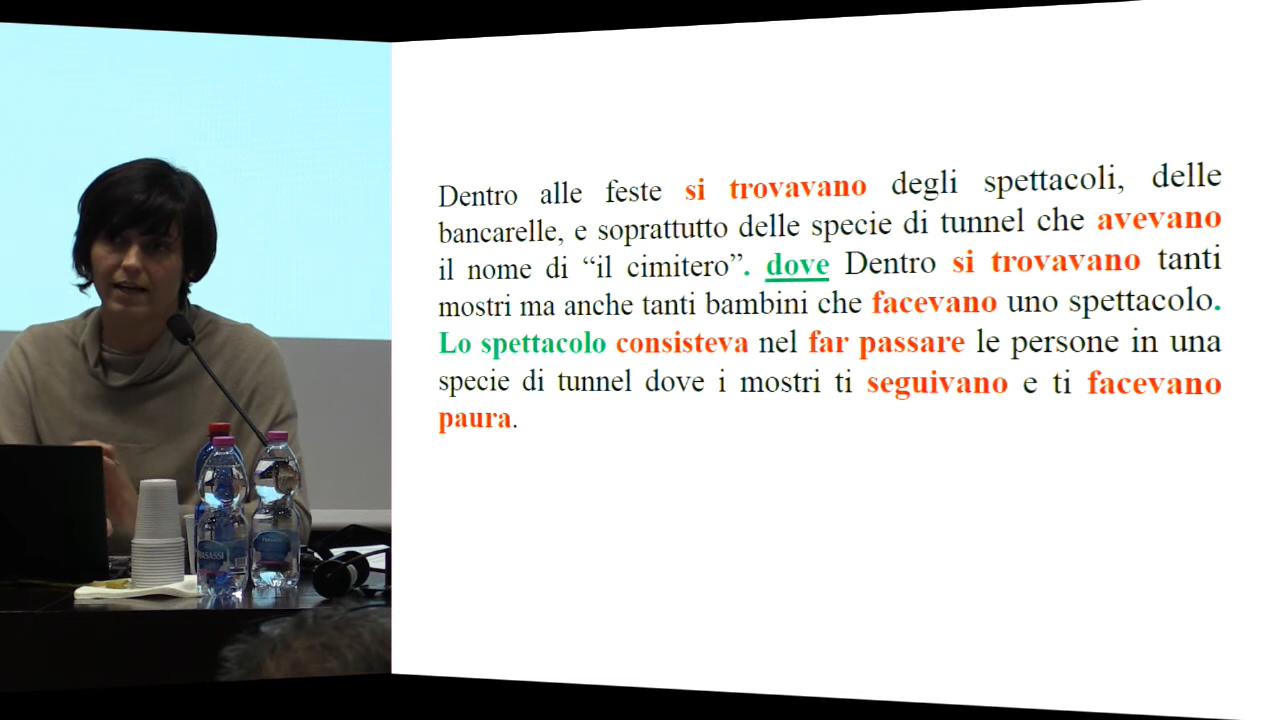 Dentro alle feste si trovavano degli spettacoli, delle
bancarelle, e soprattutto delle specie di tunnel che avevano
il nome di “il cimitero”. dove Dentro si trovavano tanti
mostri ma anche tanti bambini che facevano uno spettacolo.
Lo spettacolo consisteva nel far passare le persone in una
specie di tunnel dove i mostri ti seguivano e ti facevano
paura.